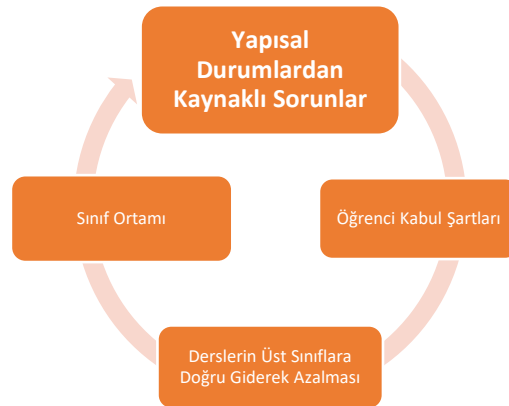 Yapısal
Durumlardan
Kaynaklı Sorunlar
Öğrenci Kabul Şartları
Derslerin Üst Sınıflara
Doğru Giderek Azalması
Sınıf Ortamı